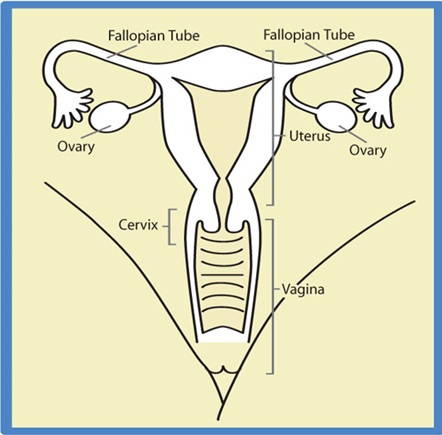 Fallopian Tube
Fallopian Tube
Uterus
Ovary
Ovary
Cervix
Vagina